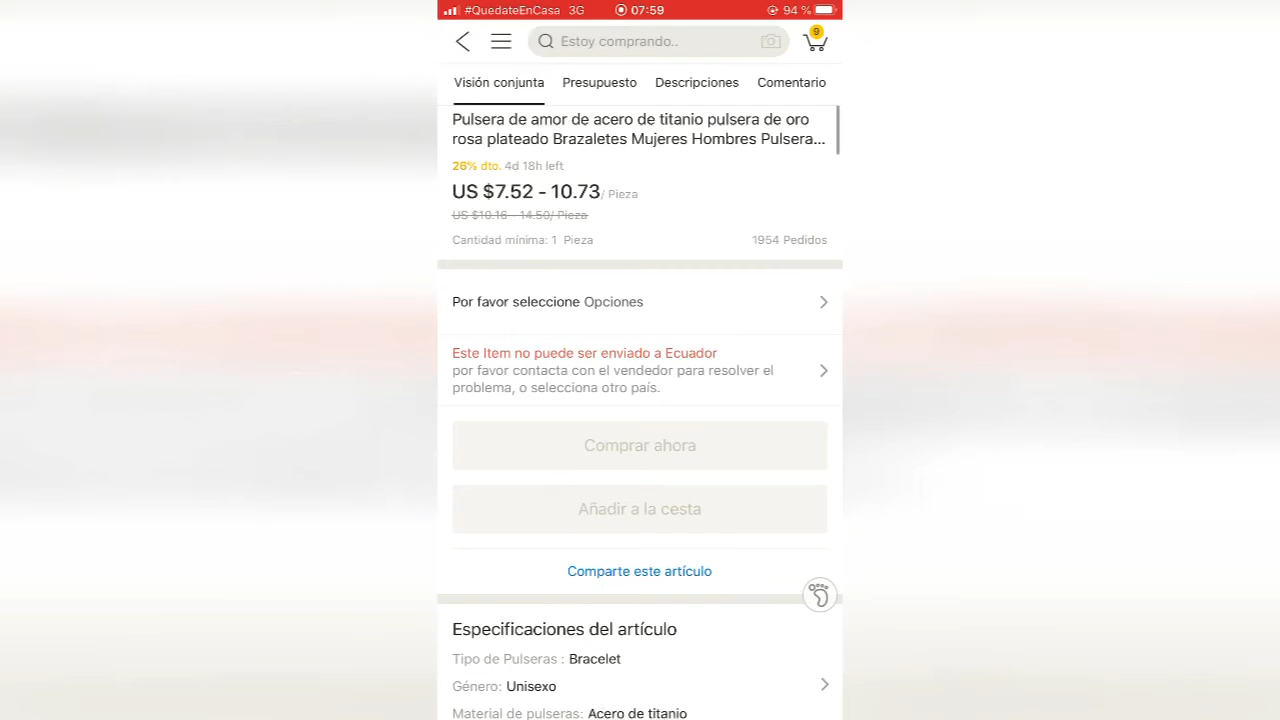 #QuedateEnCasa 3G 07:59 94 %
Estoy comprando.. 9
Visión conjunta Presupuesto Descripciones Comentario
Pulsera de amor de acero de titanio pulsera de oro
rosa plateado Brazaletes Mujeres Hombres Pulsera...
26% dto. 4d 18h left
US $7.52 - 10.73/ Pieza
US $10.16 - 14.50/ Pieza
Cantidad mínima: 1 Pieza 1954 Pedidos
Por favor seleccione Opciones
Este Item no puede ser enviado a Ecuador
por favor contacta con el vendedor para resolver el
problema, o selecciona otro país.
Comprar ahora
Añadir a la cesta
Comparte este artículo
Especificaciones del artículo
Tipo de Pulseras : Bracelet
Género: Unisexo
Material de pulseras: Acero de titanio